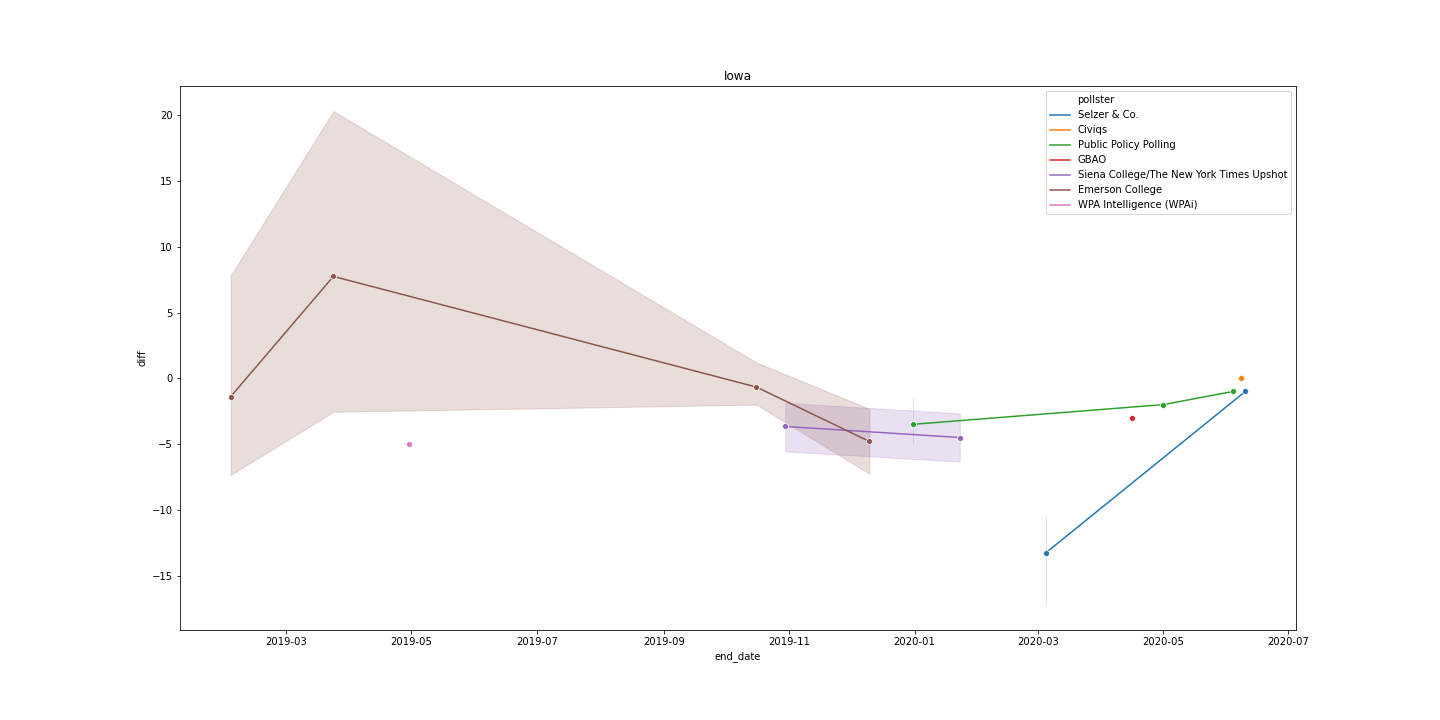 Iowa
pollster
Selzer & Co.
Civiqs
Public Policy Polling
GBAO
Siena College/The New York Times Upshot
Emerson College
WPA Intelligence (WPAi)
20
15
10
5
0
−5
−10
−15
diff
2019-03 2019-05 2019-07 2019-09 2019-11 2020-01 2020-03 2020-05 2020-07
end_date